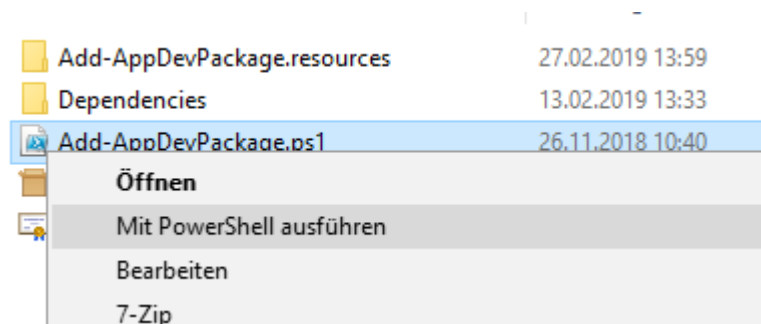 Add-AppDevPackage.resources 27.02.2019 13:59
Dependencies 13.02.2019 13:33
Add-AppDevPackage.ps1 26.11.2018 10:40
Öffnen
Mit PowerShell ausführen
Bearbeiten
7-Zip